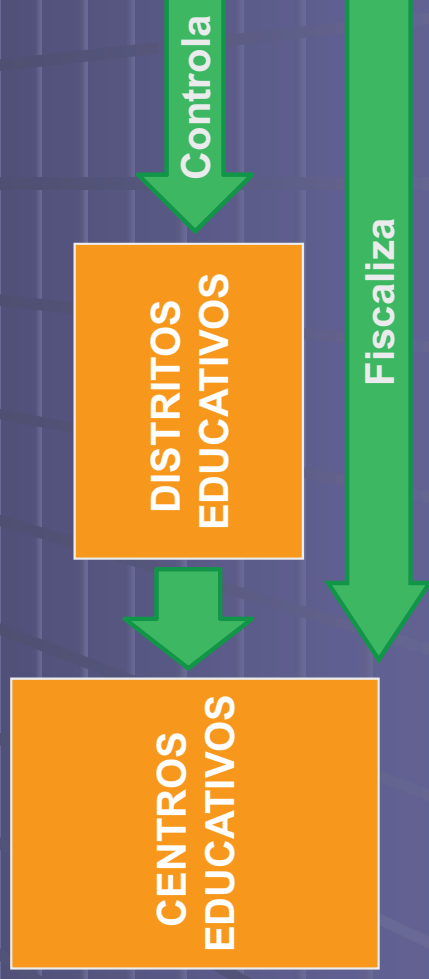 Controla
Fiscaliza
DISTRITOS
EDUCATIVOS
CENTROS
EDUCATIVOS